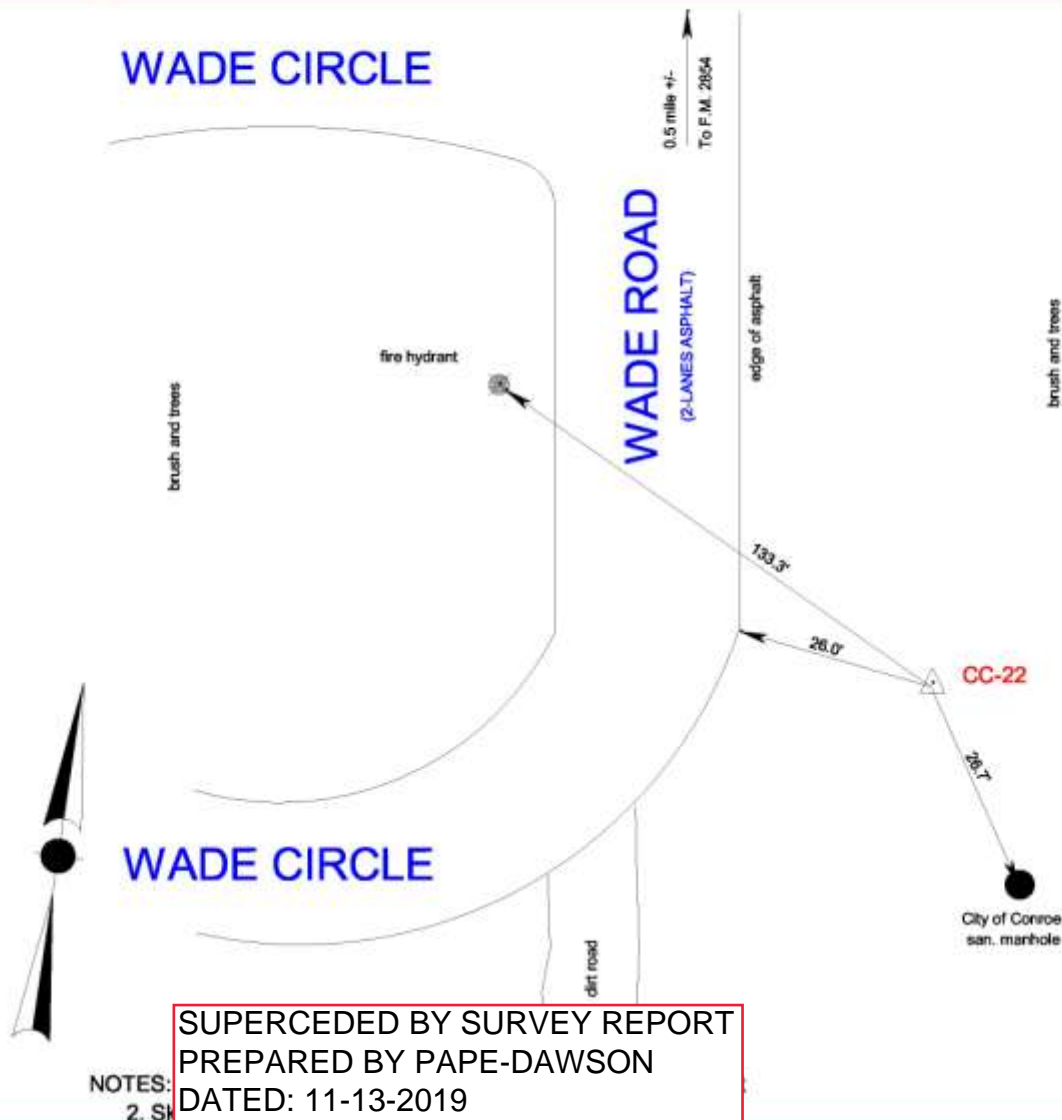 WADE CIRCLE
0.5 mile +/-
To F.M. 2854
WADE ROAD
(2-LANES ASPHALT)
edge of asphalt
brush and trees
fire hydrant
brush and trees
133.3'
26.0'
CC-22
26.7'
WADE CIRCLE
City of Conroe
san. manhole
dirt road
SUPERCEDED BY SURVEY REPORT
PREPARED BY PAPE-DAWSON
DATED: 11-13-2019
NOTES:
2.